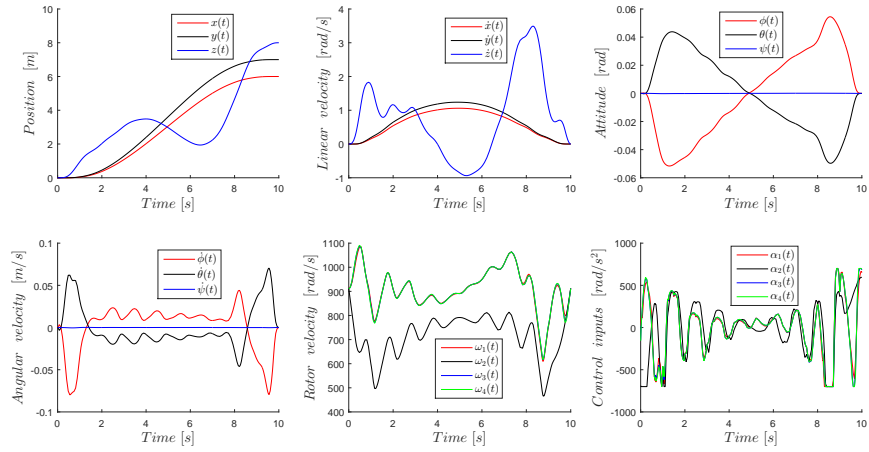 Position [m]
8
6
4
2
0
0 2 4 6 8 10
Time [s]
x(t)
y(t)
z(t)
Linear velocity [rad/s]
4
3
2
1
0
-1
0 2 4 6 8 10
Time [s]
ẋ(t)
ẏ(t)
ż(t)
Attitude [rad]
0.06
0.04
0.02
0
-0.02
-0.04
-0.06
0 2 4 6 8 10
Time [s]
ϕ(t)
θ(t)
ψ(t)
Angular velocity [m/s]
0.1
0.05
0
-0.05
-0.1
0 2 4 6 8 10
Time [s]
ϕ̇(t)
θ̇(t)
ψ̇(t)
Rotor velocity [rad/s]
1100
1000
900
800
700
600
500
400
0 2 4 6 8 10
Time [s]
ω₁(t)
ω₂(t)
ω₃(t)
ω₄(t)
Control inputs [rad/s²]
1000
500
0
-500
-1000
0 2 4 6 8 10
Time [s]
α₁(t)
α₂(t)
α₃(t)
α₄(t)